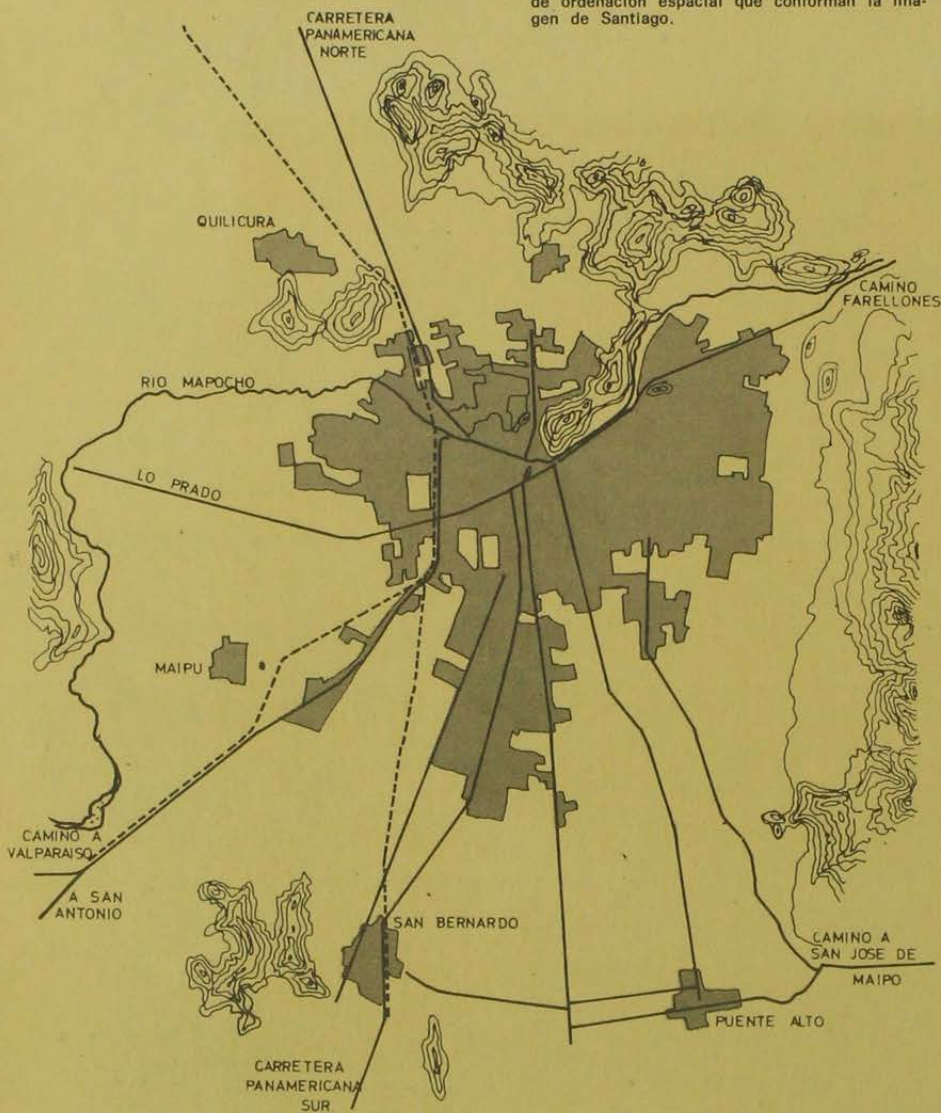 de ordenación espacial que conforman la ima-
gen de Santiago.
CARRETERA
PANAMERICANA
NORTE
QUILICURA
CAMINO
FARELLONES
RIO MAPOCHO
LO PRADO
MAIPU
CAMINO A
VALPARAISO
A SAN
ANTONIO
SAN BERNARDO
CAMINO A
SAN JOSE DE
MAIPO
PUENTE ALTO
CARRETERA
PANAMERICANA
SUR